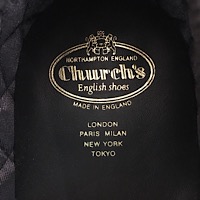 NORTHAMPTON ENGLAND
Church's
English shoes
MADE IN ENGLAND
LONDON
PARIS MILAN
NEW YORK
TOKYO